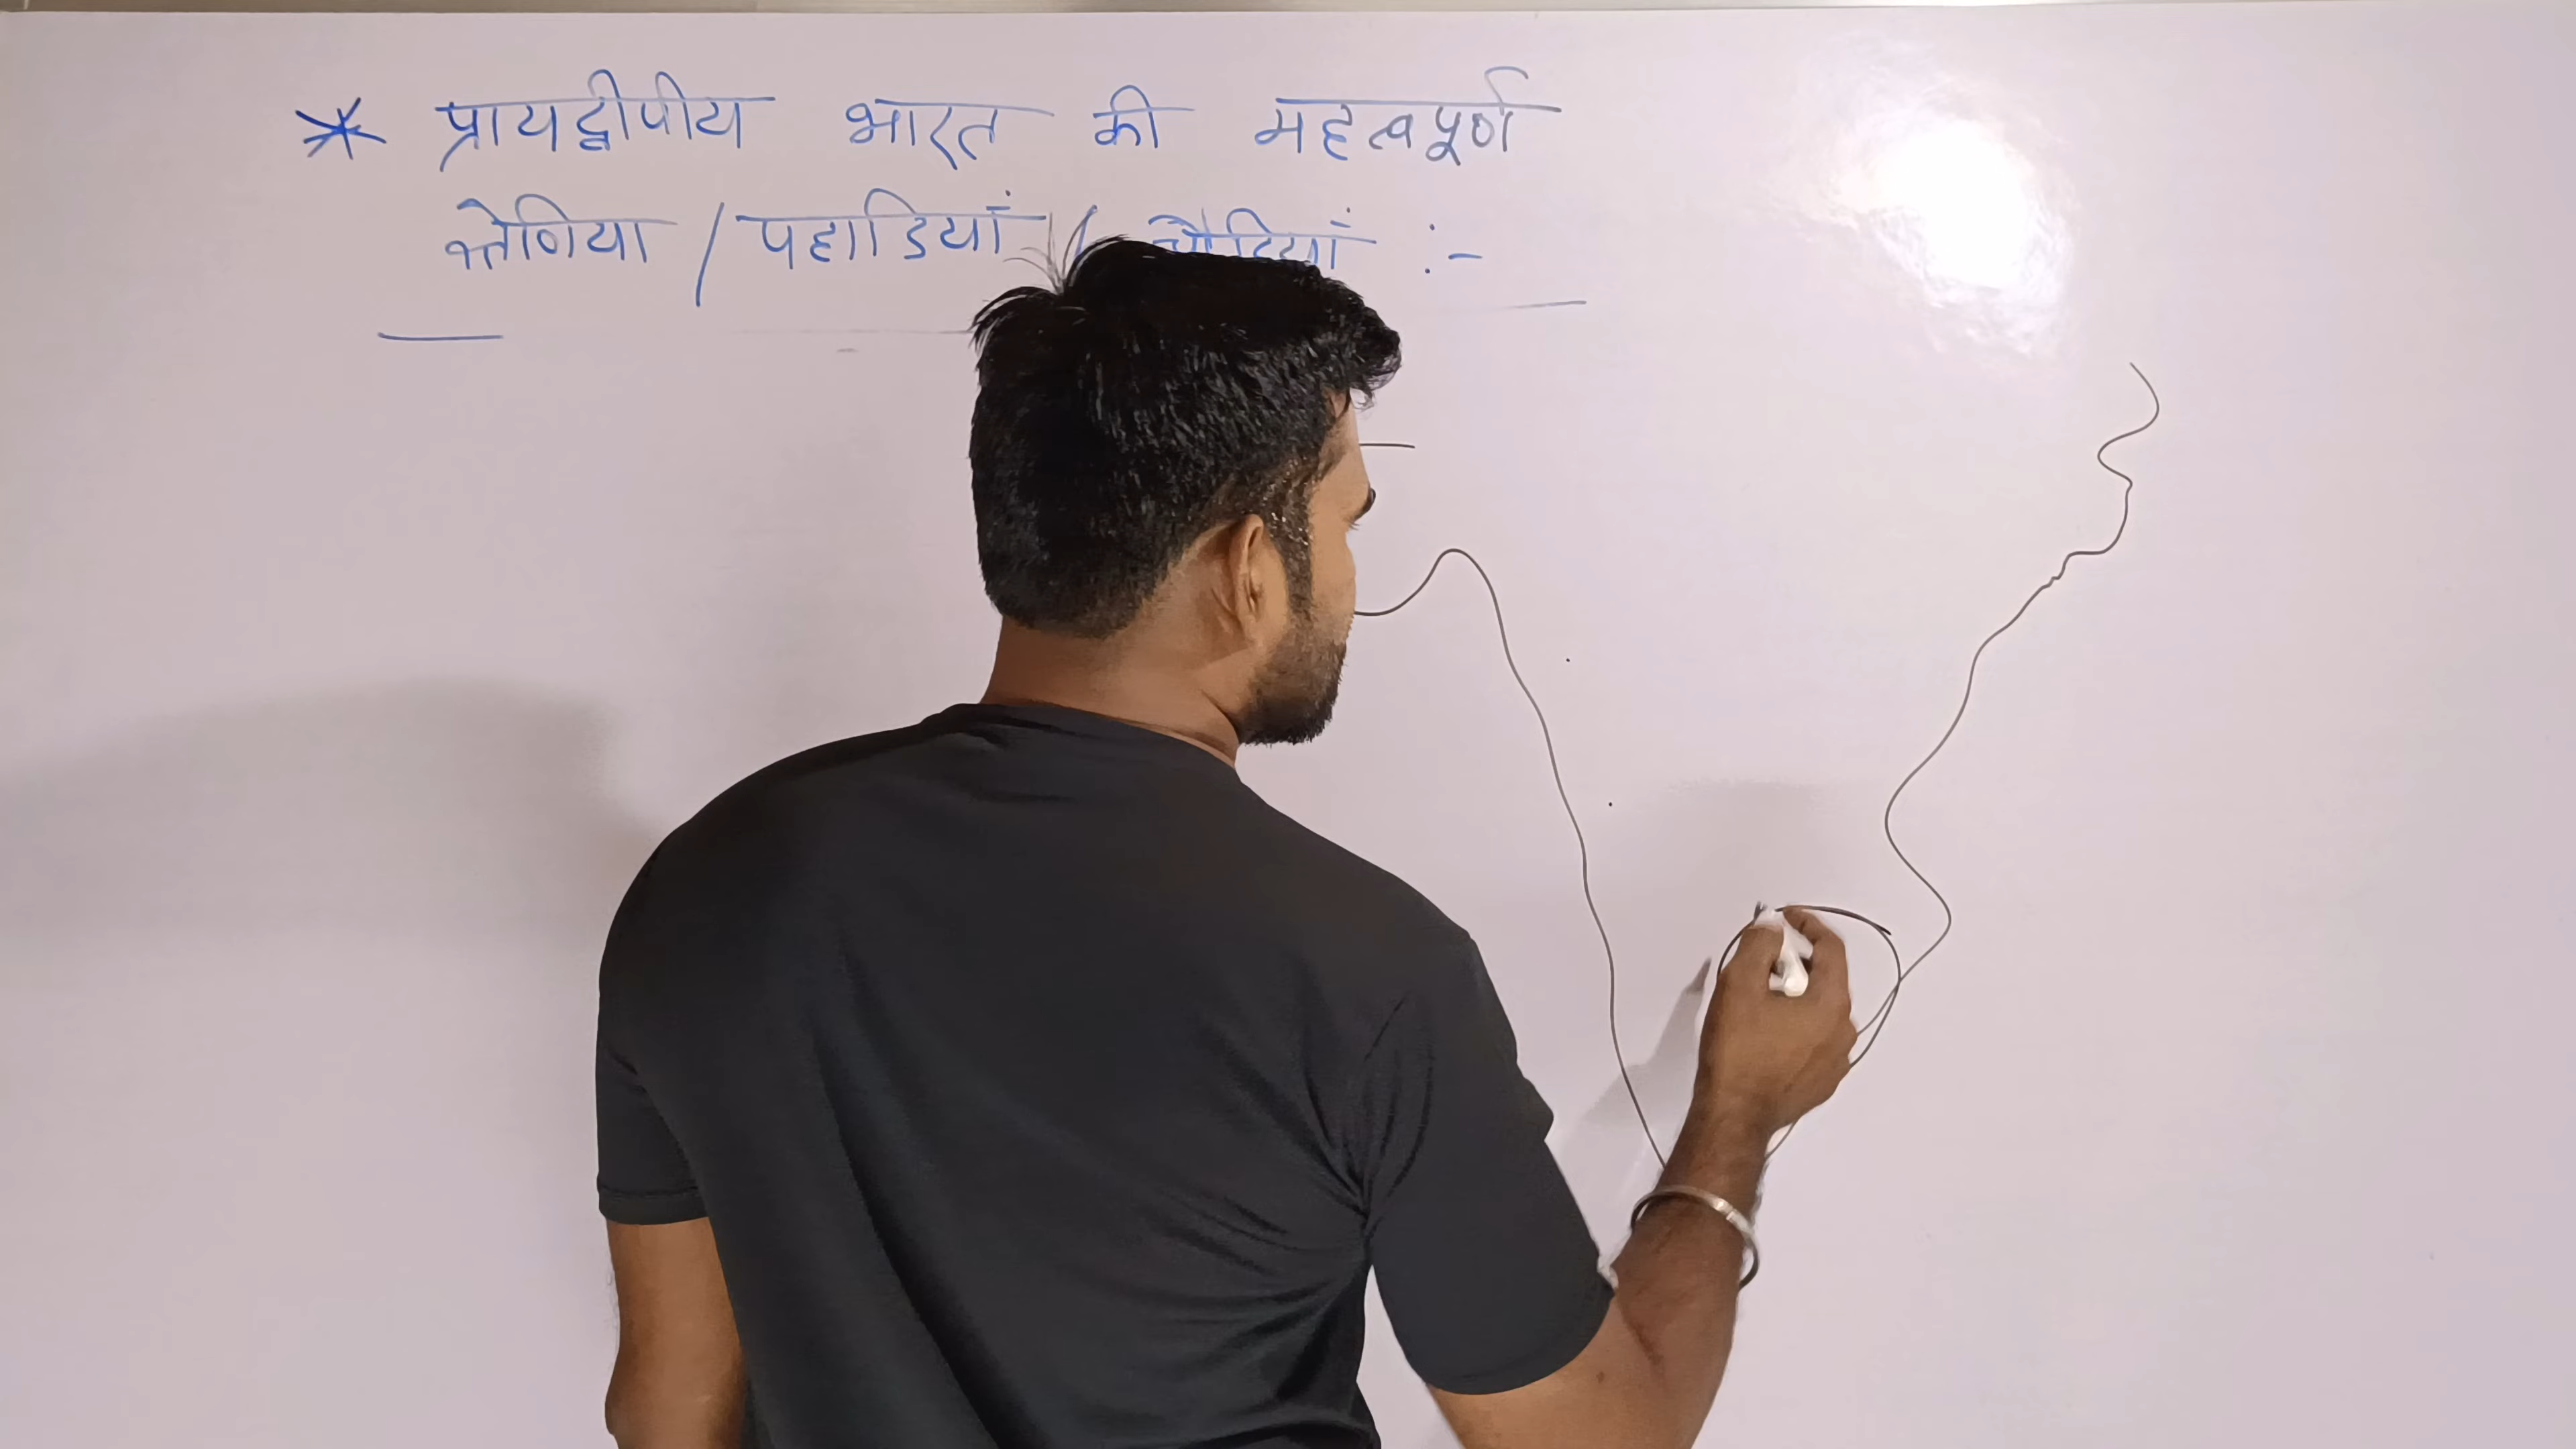 * प्रायद्वीपीय भारत की महत्वपूर्ण
श्रेणिया / पहाडियां / चौटियां :-